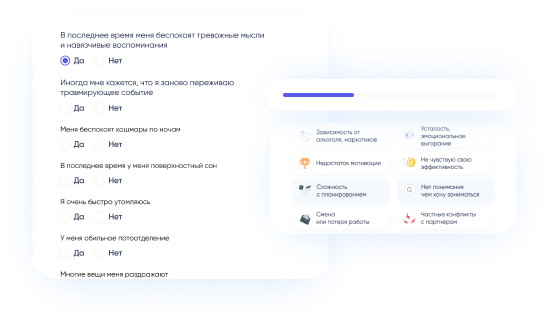 В последнее время меня беспокоят тревожные мысли
и навязчивые воспоминания
Да Нет
Иногда мне кажется, что я заново переживаю
травмирующее событие
Да Нет
Меня беспокоят кошмары по ночам
Да Нет
В последнее время у меня поверхностный сон
Да Нет
Я очень быстро утомляюсь
Да Нет
У меня обильное потоотделение
Да Нет
Многие вещи меня раздражают
Зависимость от
алкоголя, наркотиков
Усталость,
эмоциональное
выгорание
Недостаток мотивации
Не чувствую свою
эффективность
Сложность
с планированием
Нет понимания
чем хочу заниматься
Смена
или потеря работы
Частные конфликты
с партнером